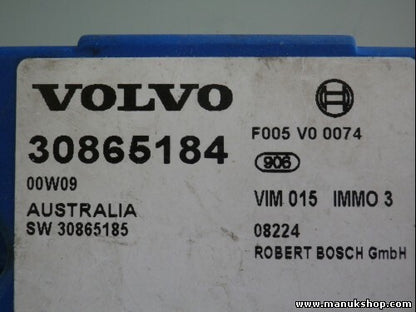 VOLVO
30865184
00W09
AUSTRALIA
SW 30865185
F005 V0 0074
906
VIM 015 IMMO 3
08224
ROBERT BOSCH GmbH
www.manukshop.com